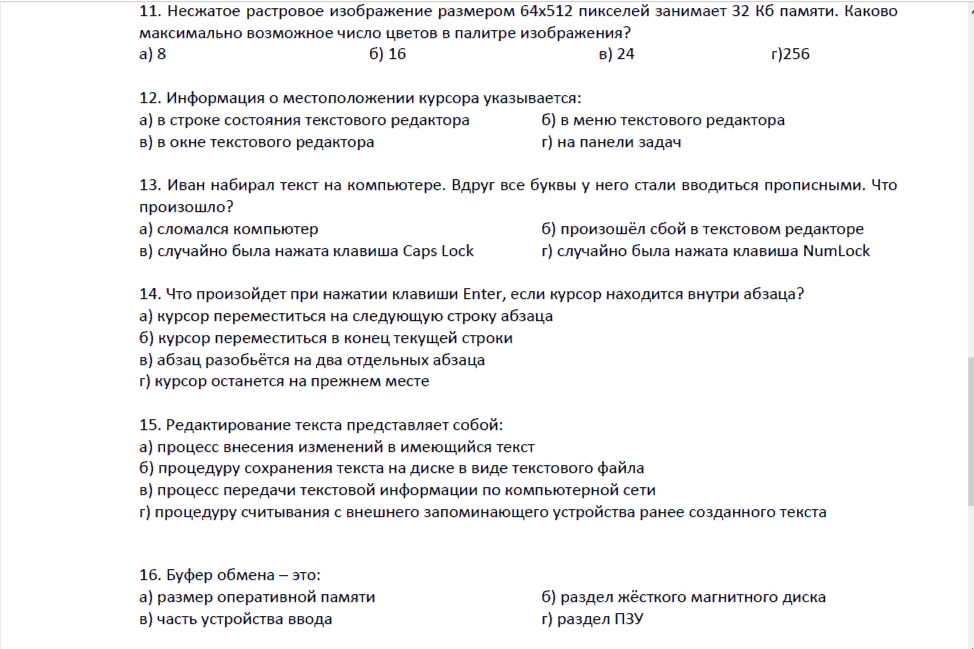 11. Несжатое растровое изображение размером 64х512 пикселей занимает 32 Кб памяти. Каково
максимально возможное число цветов в палитре изображения?
а) 8 б) 16 в) 24 г)256
12. Информация о местоположении курсора указывается:
а) в строке состояния текстового редактора б) в меню текстового редактора
в) в окне текстового редактора г) на панели задач
13. Иван набирал текст на компьютере. Вдруг все буквы у него стали вводиться прописными. Что
произошло?
а) сломался компьютер б) произошёл сбой в текстовом редакторе
в) случайно была нажата клавиша Caps Lock г) случайно была нажата клавиша NumLock
14. Что произойдет при нажатии клавиши Enter, если курсор находится внутри абзаца?
а) курсор переместиться на следующую строку абзаца
б) курсор переместиться в конец текущей строки
в) абзац разобьётся на два отдельных абзаца
г) курсор останется на прежнем месте
15. Редактирование текста представляет собой:
а) процесс внесения изменений в имеющийся текст
б) процедуру сохранения текста на диске в виде текстового файла
в) процесс передачи текстовой информации по компьютерной сети
г) процедуру считывания с внешнего запоминающего устройства ранее созданного текста
16. Буфер обмена – это:
а) размер оперативной памяти б) раздел жёсткого магнитного диска
в) часть устройства ввода г) раздел ПЗУ